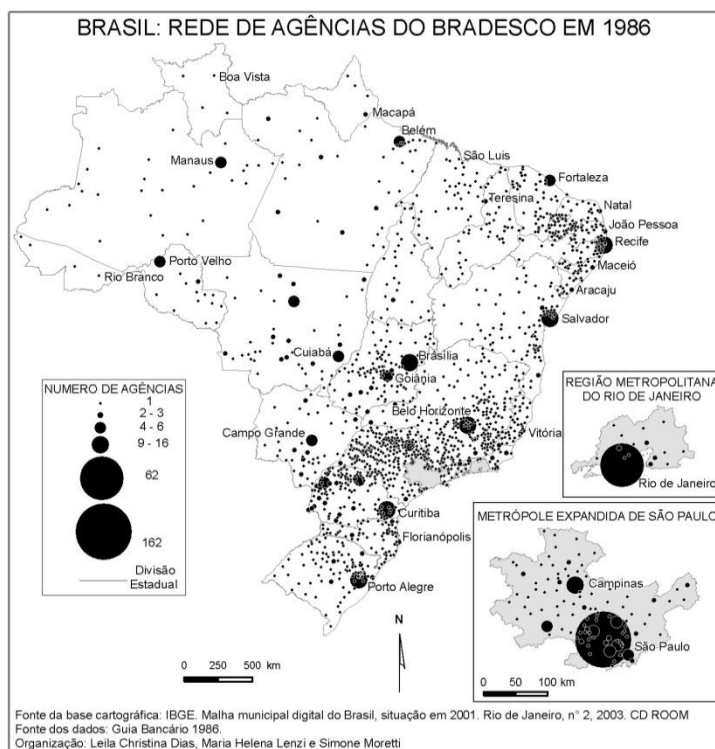 BRASIL: REDE DE AGÊNCIAS DO BRADESCO EM 1986
Boa Vista
Macapá
Belém
São Luis
Manaus
Fortaleza
Teresina
Natal
João Pessoa
Recife
Porto Velho
Maceió
Rio Branco
Aracaju
Salvador
Cuiabá
Brasília
Goiânia
NUMERO DE AGÊNCIAS
1
2 - 3
4 - 6
9 - 16
62
162
Divisão
Estadual
Belo Horizonte
Campo Grande
Vitória
Curitiba
Florianópolis
Porto Alegre
REGIÃO METROPOLITANA
DO RIO DE JANEIRO
Rio de Janeiro
METRÓPOLE EXPANDIDA DE SÃO PAULO
Campinas
São Paulo
N
0 250 500 km
0 50 100 km
Fonte da base cartográfica: IBGE. Malha municipal digital do Brasil, situação em 2001. Rio de Janeiro, n° 2, 2003. CD ROOM
Fonte dos dados: Guia Bancário 1986.
Organização: Leila Christina Dias, Maria Helena Lenzi e Simone Moretti